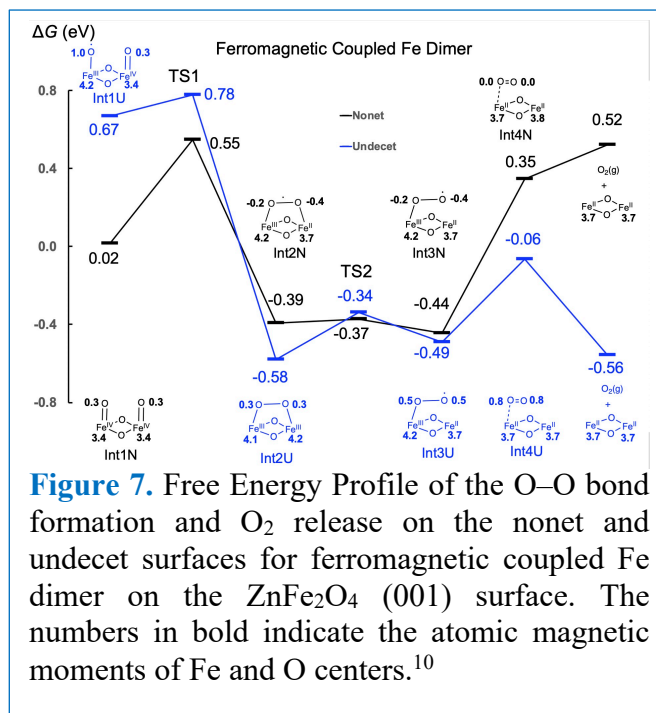 ΔG (eV)
Ferromagnetic Coupled Fe Dimer
1.0 Ȯ O 0.3
Fe^III O Fe^IV
O
4.2 3.4
Int1U
TS1
0.8
0.67
0.78
0.55
Nonet
Undecet
0.0 O=O 0.0
Fe^II O Fe^II
O
3.7 3.8
Int4N
0.35
0.52
O₂(g)
+
Fe^II O Fe^II
O
3.7 3.7
0.4
-0.2 O O -0.4
Fe^III O Fe^II
O
4.2 3.7
Int2N
-0.2 O O -0.4
Fe^III O Fe^II
O
4.2 3.7
Int3N
0.0
0.02
-0.39
TS2
-0.34
-0.37
-0.44
-0.06
-0.4
-0.58
-0.49
-0.56
-0.8
0.3 O O 0.3
Fe^IV O Fe^IV
O
3.4 3.4
Int1N
0.3 O O 0.3
Fe^III O Fe^III
O
4.1 4.2
Int2U
0.5 O O 0.5
Fe^III O Fe^II
O
4.2 3.7
Int3U
0.8 O=O 0.8
Fe^II O Fe^II
O
3.7 3.7
Int4U
O₂(g)
+
Fe^II O Fe^II
O
3.7 3.7
Figure 7. Free Energy Profile of the O–O bond
formation and O₂ release on the nonet and
undecet surfaces for ferromagnetic coupled Fe
dimer on the ZnFe₂O₄ (001) surface. The
numbers in bold indicate the atomic magnetic
moments of Fe and O centers.¹⁰